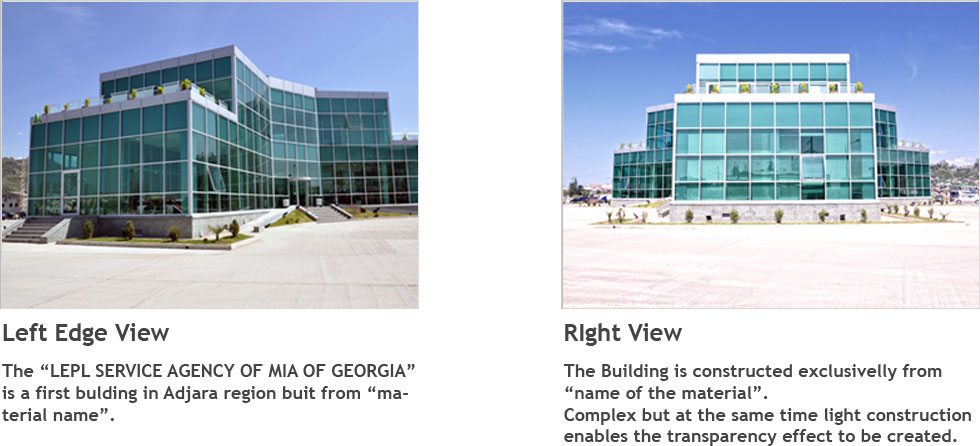 Left Edge View
The “LEPL SERVICE AGENCY OF MIA OF GEORGIA”
is a first bulding in Adjara region buit from “ma-
terial name”.
RIght View
The Building is constructed exclusivelly from
“name of the material”.
Complex but at the same time light construction
enables the transparency effect to be created.